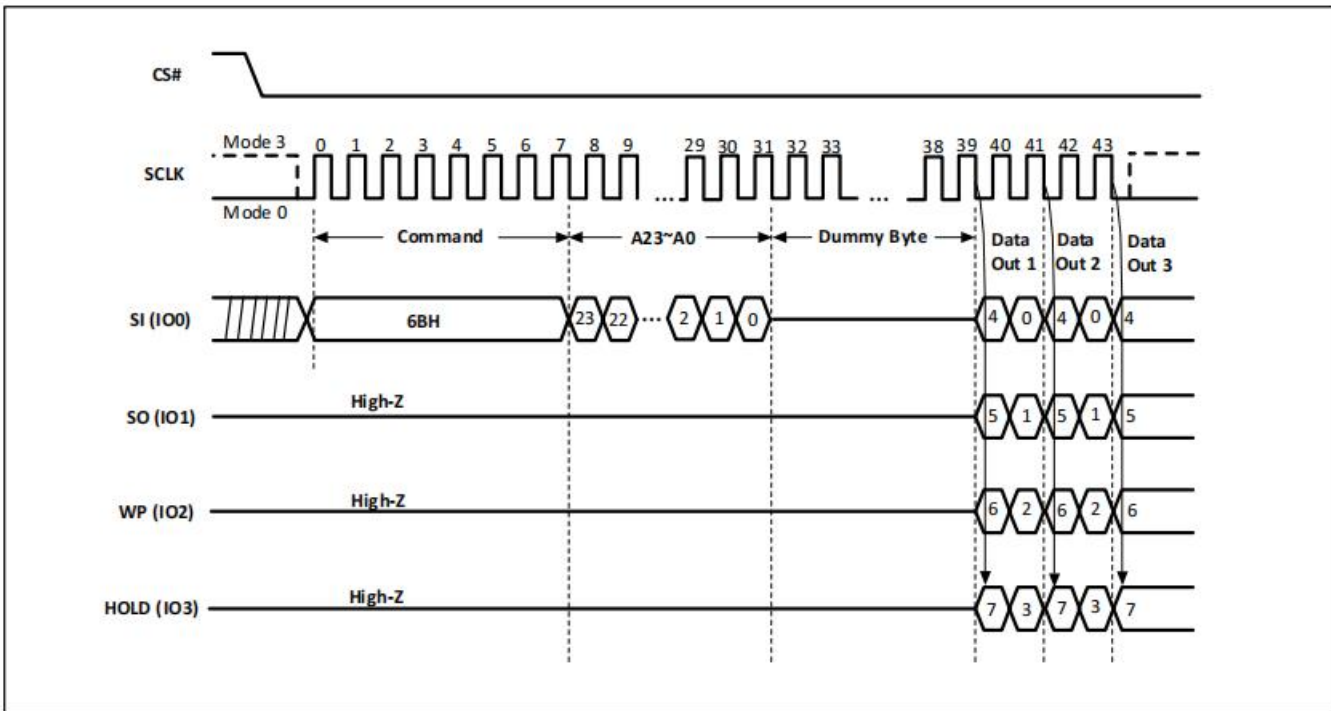 CS#
Mode 3
0 1 2 3 4 5 6 7 8 9 29 30 31 32 33 38 39 40 41 42 43
SCLK
... ...
Mode 0
Command A23~A0 Dummy Byte Data Data Data
Out 1 Out 2 Out 3
SI (IO0) 6BH 23 22 ... 2 1 0 4 0 4 0 4
High-Z
SO (IO1) 5 1 5 1 5
High-Z
WP (IO2) 6 2 6 2 6
High-Z
HOLD (IO3) 7 3 7 3 7